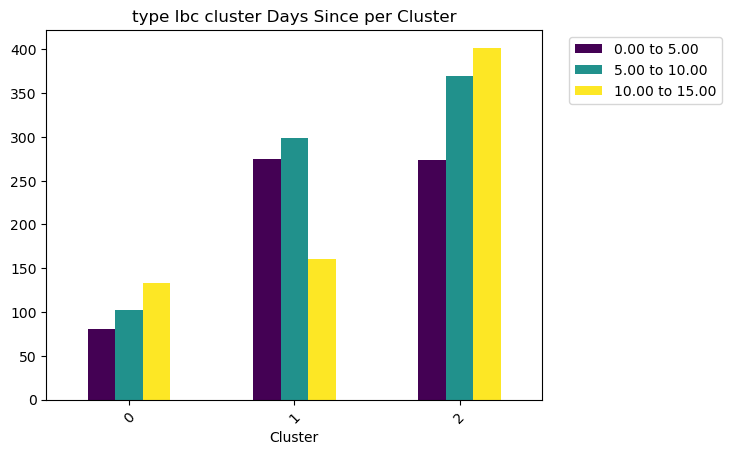 type lbc cluster Days Since per Cluster
400
350
300
250
200
150
100
50
0
0
1
2
Cluster
0.00 to 5.00
5.00 to 10.00
10.00 to 15.00